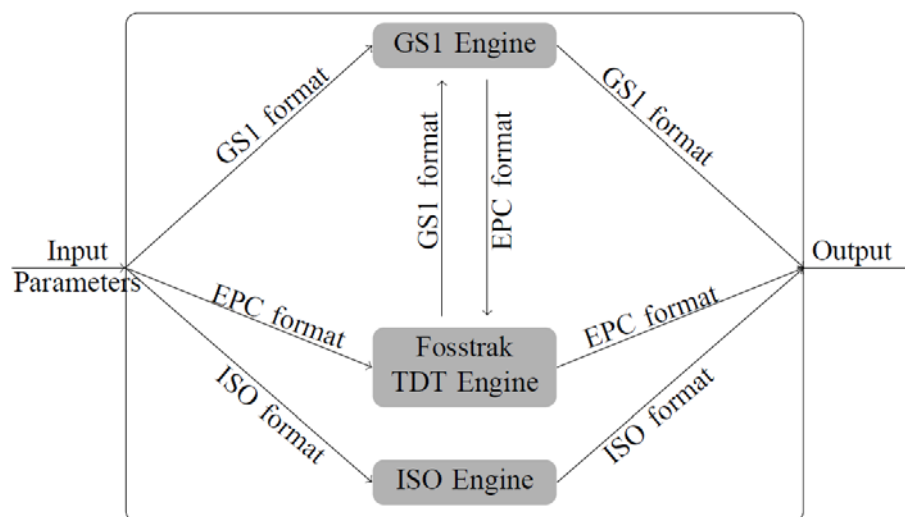 GS1 Engine
GS1 format
GS1 format
GS1 format
EPC format
Input
Parameters
Output
EPC format
EPC format
Fosstrak
TDT Engine
ISO format
ISO format
ISO Engine